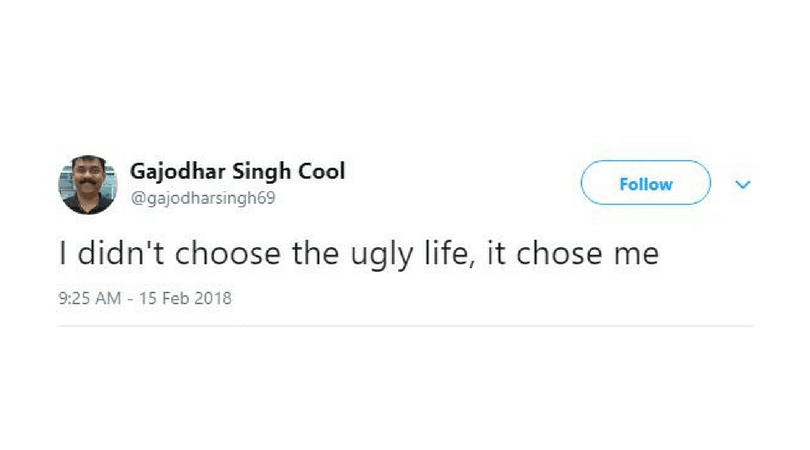 Gajodhar Singh Cool
@gajodharsingh69
Follow
I didn't choose the ugly life, it chose me
9:25 AM - 15 Feb 2018